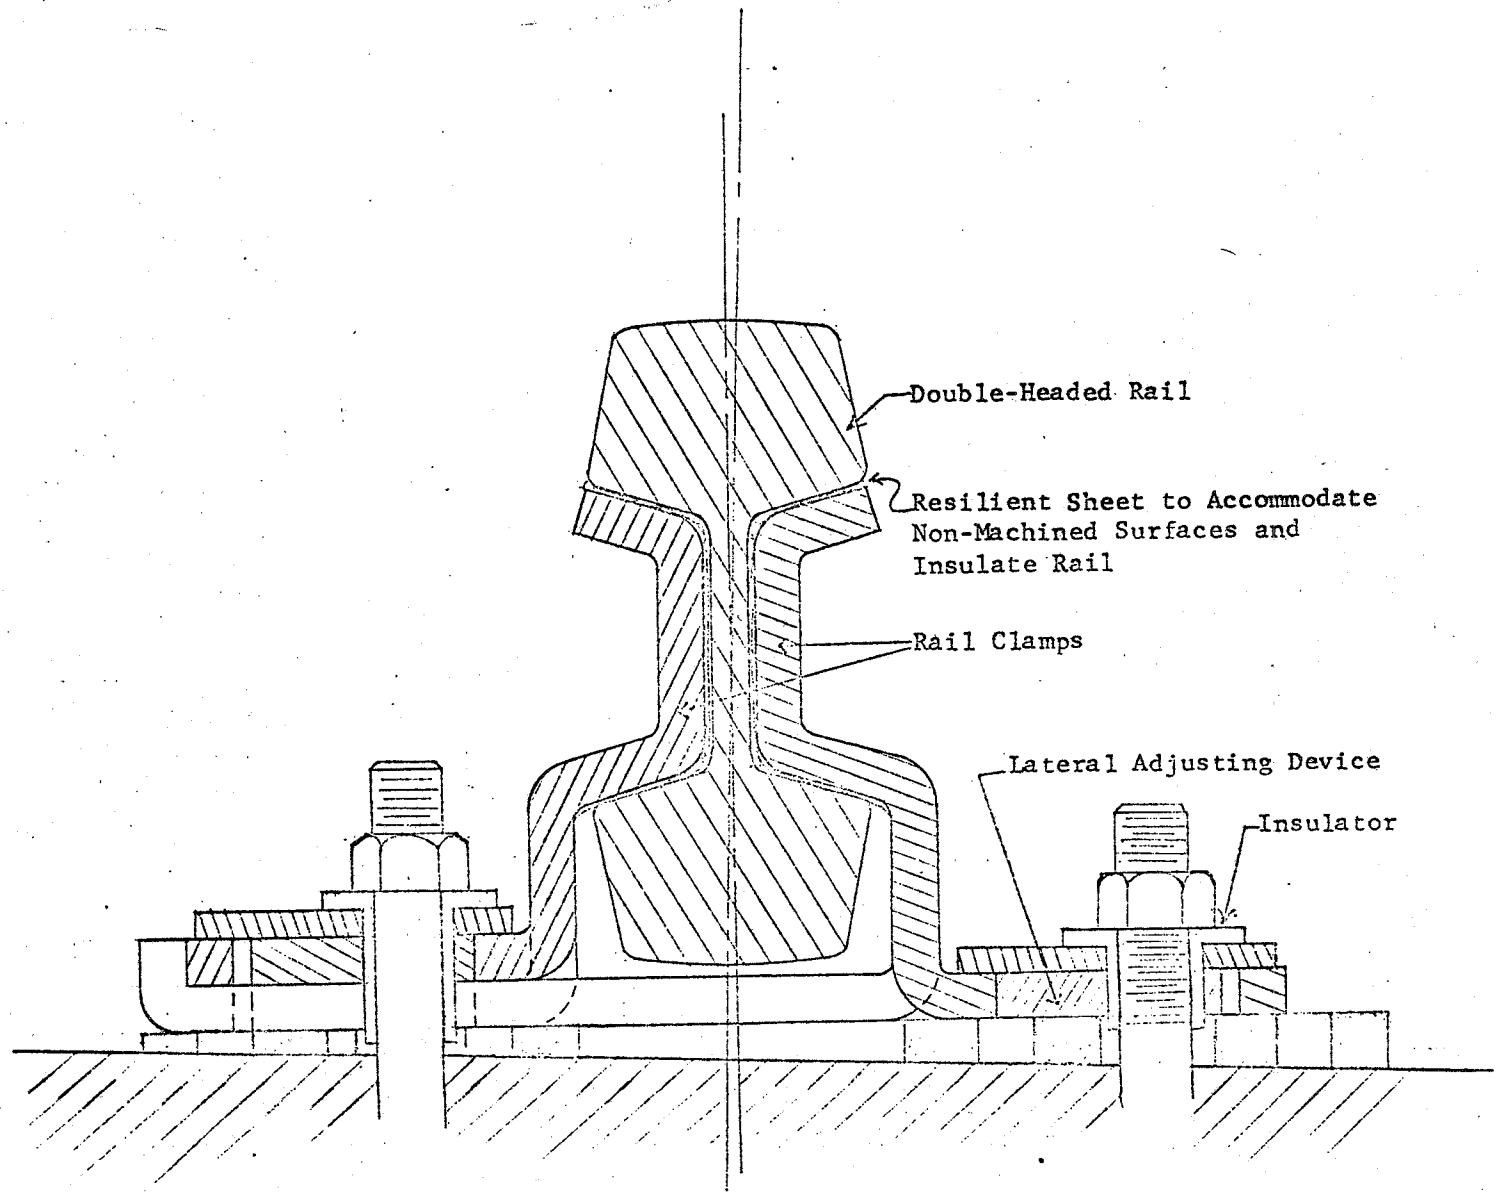 Double-Headed Rail
Resilient Sheet to Accommodate
Non-Machined Surfaces and
Insulate Rail
Rail Clamps
Lateral Adjusting Device
Insulator